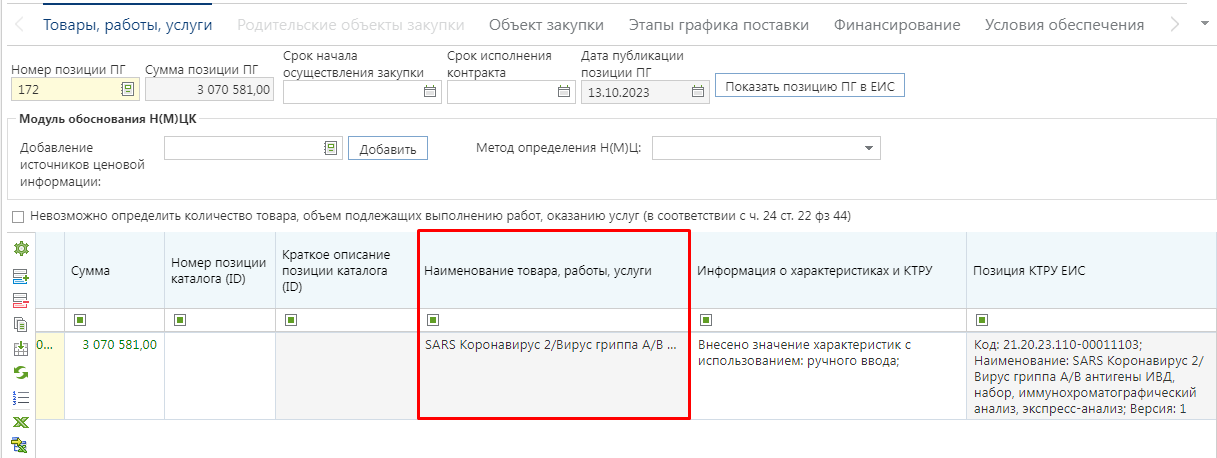 Товары, работы, услуги
Родительские объекты закупки
Объект закупки
Этапы графика поставки
Финансирование
Условия обеспечения
Номер позиции ПГ
Сумма позиции ПГ
Срок начала
осуществления закупки
Срок исполнения
контракта
Дата публикации
позиции ПГ
172
3 070 581,00
13.10.2023
Показать позицию ПГ в ЕИС
Модуль обоснования Н(М)ЦК
Добавление
источников ценовой
информации:
Добавить
Метод определения Н(М)Ц:
Невозможно определить количество товара, объем подлежащих выполнению работ, оказанию услуг (в соответствии с ч. 24 ст. 22 фз 44)
Сумма
Номер позиции
каталога (ID)
Краткое описание
позиции каталога
(ID)
Наименование товара, работы, услуги
Информация о характеристиках и КТРУ
Позиция КТРУ ЕИС
0...
3 070 581,00
SARS Коронавирус 2/Вирус гриппа A/B ...
Внесено значение характеристик с
использованием: ручного ввода;
Код: 21.20.23.110-00011103;
Наименование: SARS Коронавирус 2/
Вирус гриппа A/B антигены ИВД,
набор, иммунохроматографический
анализ, экспресс-анализ; Версия: 1